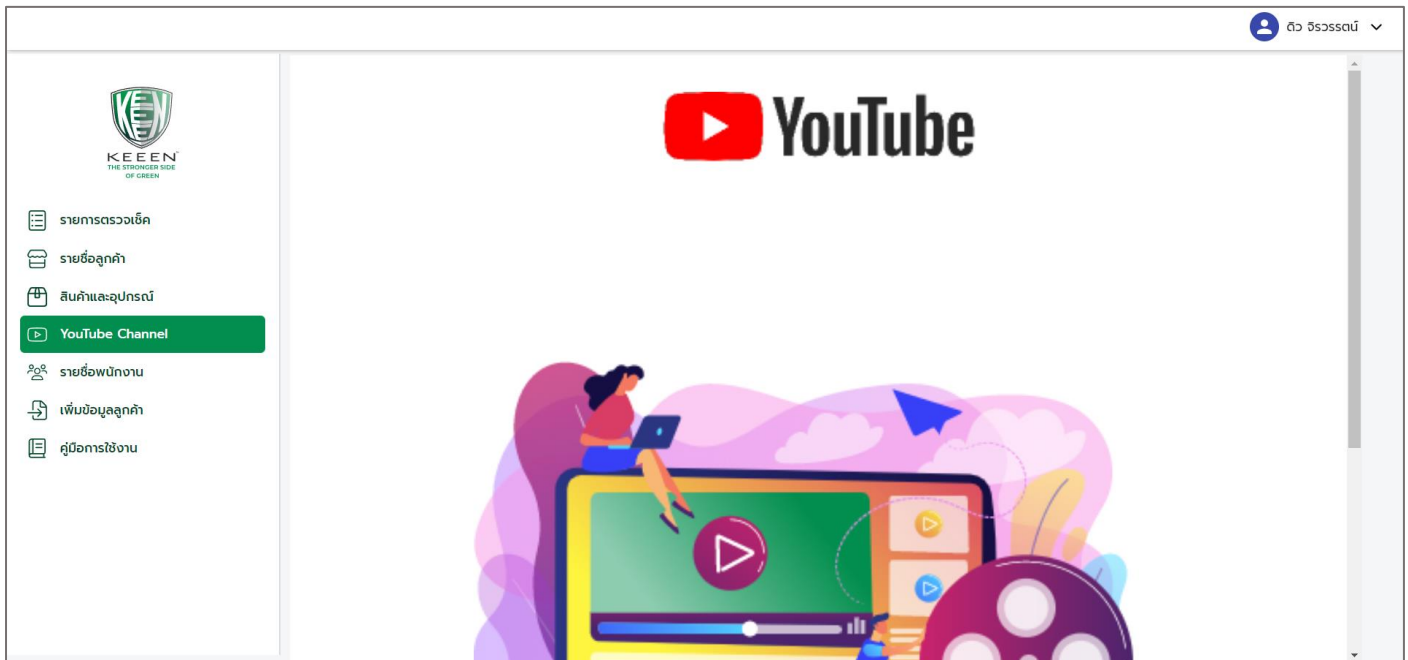 ดิว จิรวรรตน์
KEEEN
THE STRONGER SIDE
OF GREEN
รายการตรวจเช็ค
รายชื่อลูกค้า
สินค้าและอุปกรณ์
YouTube Channel
รายชื่อพนักงาน
เพิ่มข้อมูลลูกค้า
คู่มือการใช้งาน
YouTube